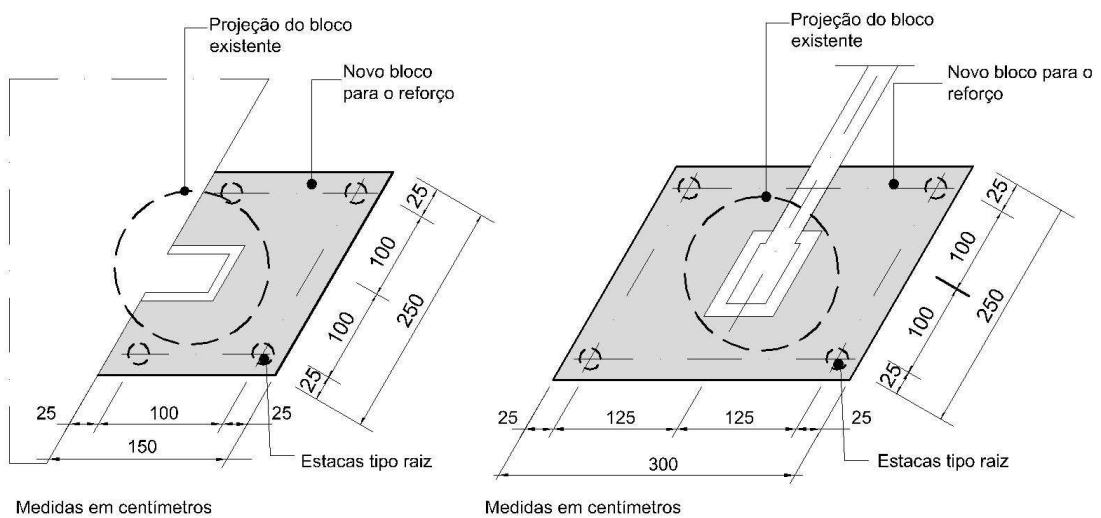 Projeção do bloco
existente
Novo bloco
para o reforço
25
100
100
250
25
25
100
25
150
Estacas tipo raiz
Medidas em centímetros
Projeção do bloco
existente
Novo bloco para o
reforço
25
100
100
250
25
25
125
125
25
300
Estacas tipo raiz
Medidas em centímetros